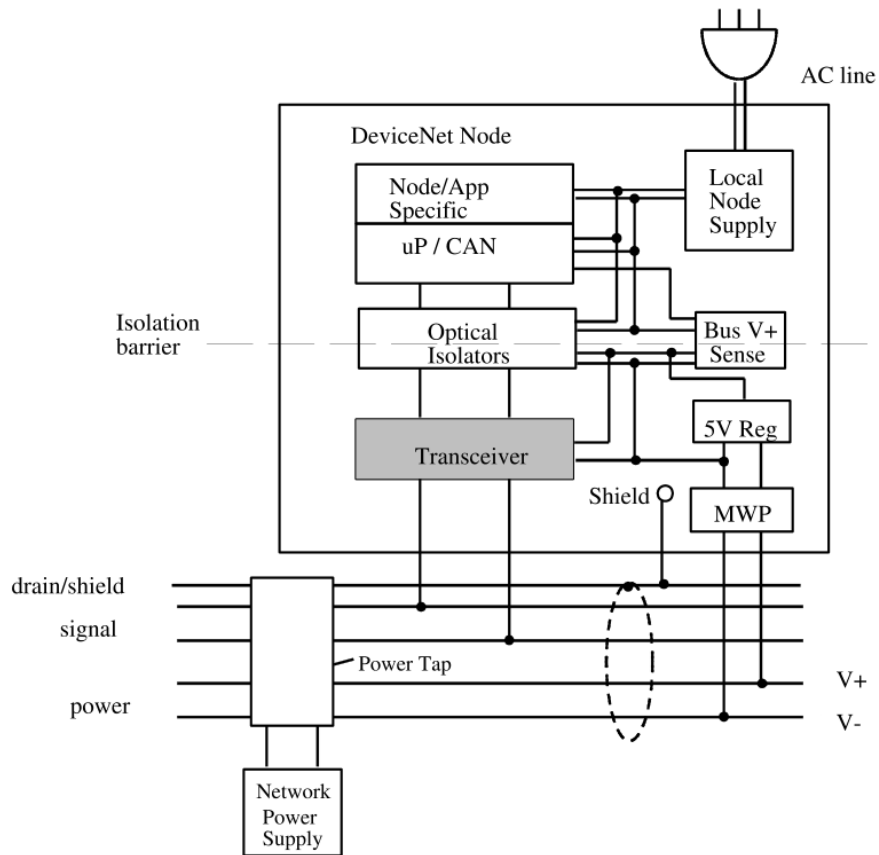 AC line
DeviceNet Node
Node/App
Specific
Local
Node
Supply
uP / CAN
Isolation
barrier
Optical
Isolators
Bus V+
Sense
5V Reg
Transceiver
Shield
MWP
drain/shield
signal
Power Tap
power
V+
V-
Network
Power
Supply